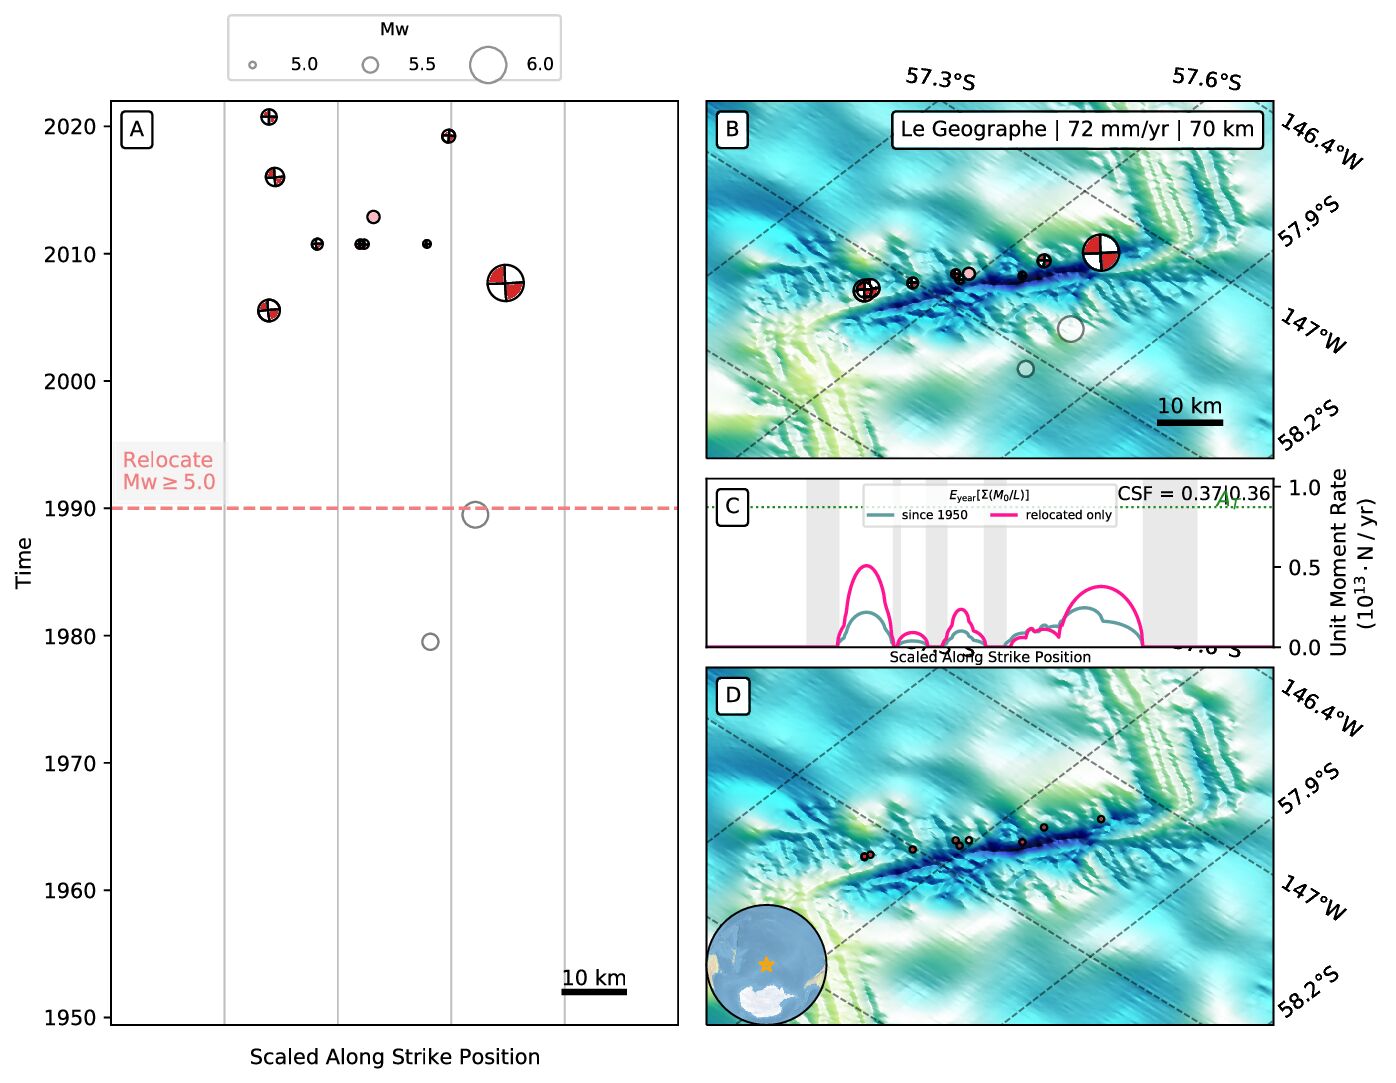 Mw
5.0 5.5 6.0
A
2020
2010
2000
1990
1980
1970
1960
1950
Time
Relocate
Mw ≥ 5.0
10 km
Scaled Along Strike Position
57.3°S 57.6°S
B
Le Geographe | 72 mm/yr | 70 km
146.4°W
57.9°S
147°W
58.2°S
10 km
C
E_year[Σ(M_0/L)]
since 1950 relocated only
CSF = 0.37|0.36
A_T
1.0
0.5
0.0
Unit Moment Rate
(10^13 · N / yr)
Scaled Along Strike Position
D
146.4°W
57.9°S
147°W
58.2°S